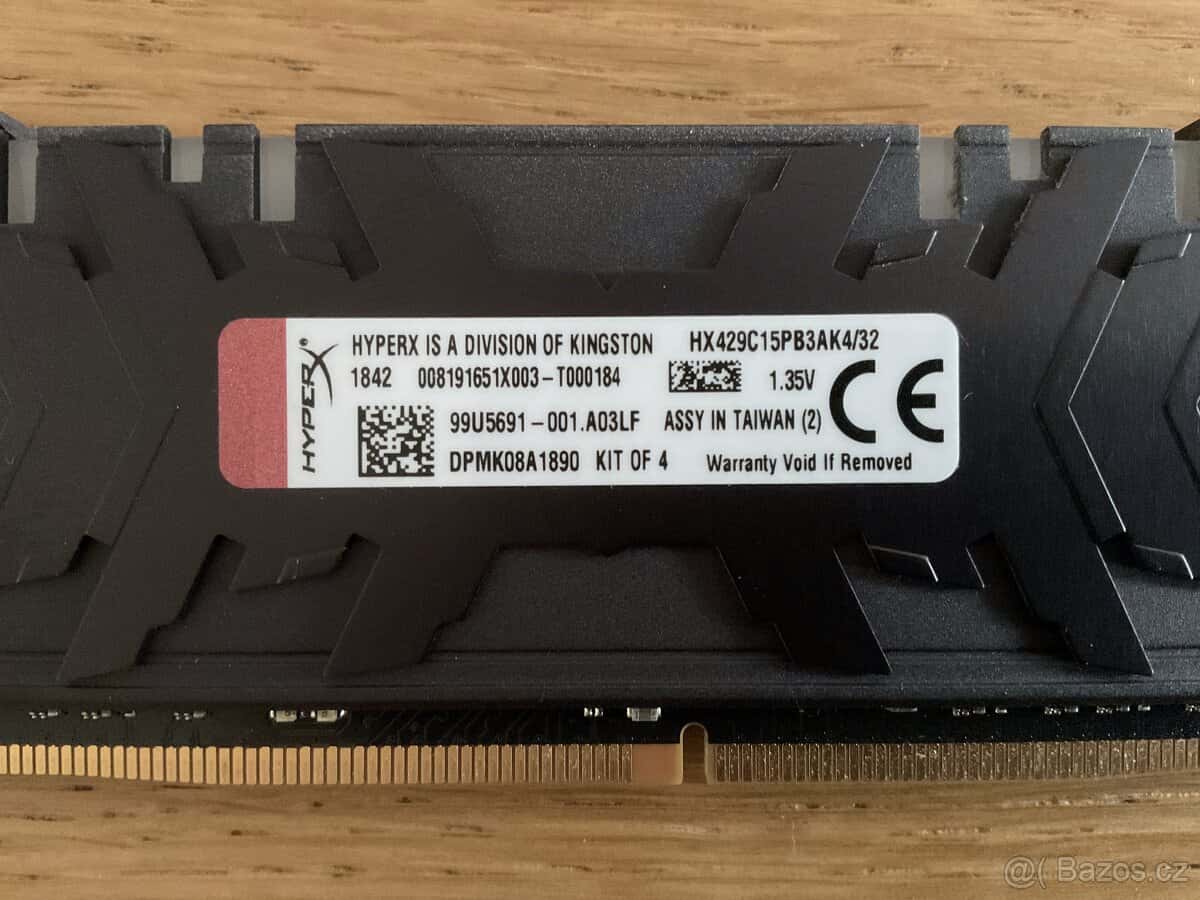 HYPERX
HYPERX IS A DIVISION OF KINGSTON HX429C15PB3AK4/32
1842 008191651X003-T000184 1.35V
99U5691-001.A03LF ASSY IN TAIWAN (2) CE
DPMK08A1890 KIT OF 4 Warranty Void If Removed
@( Bazos.cz